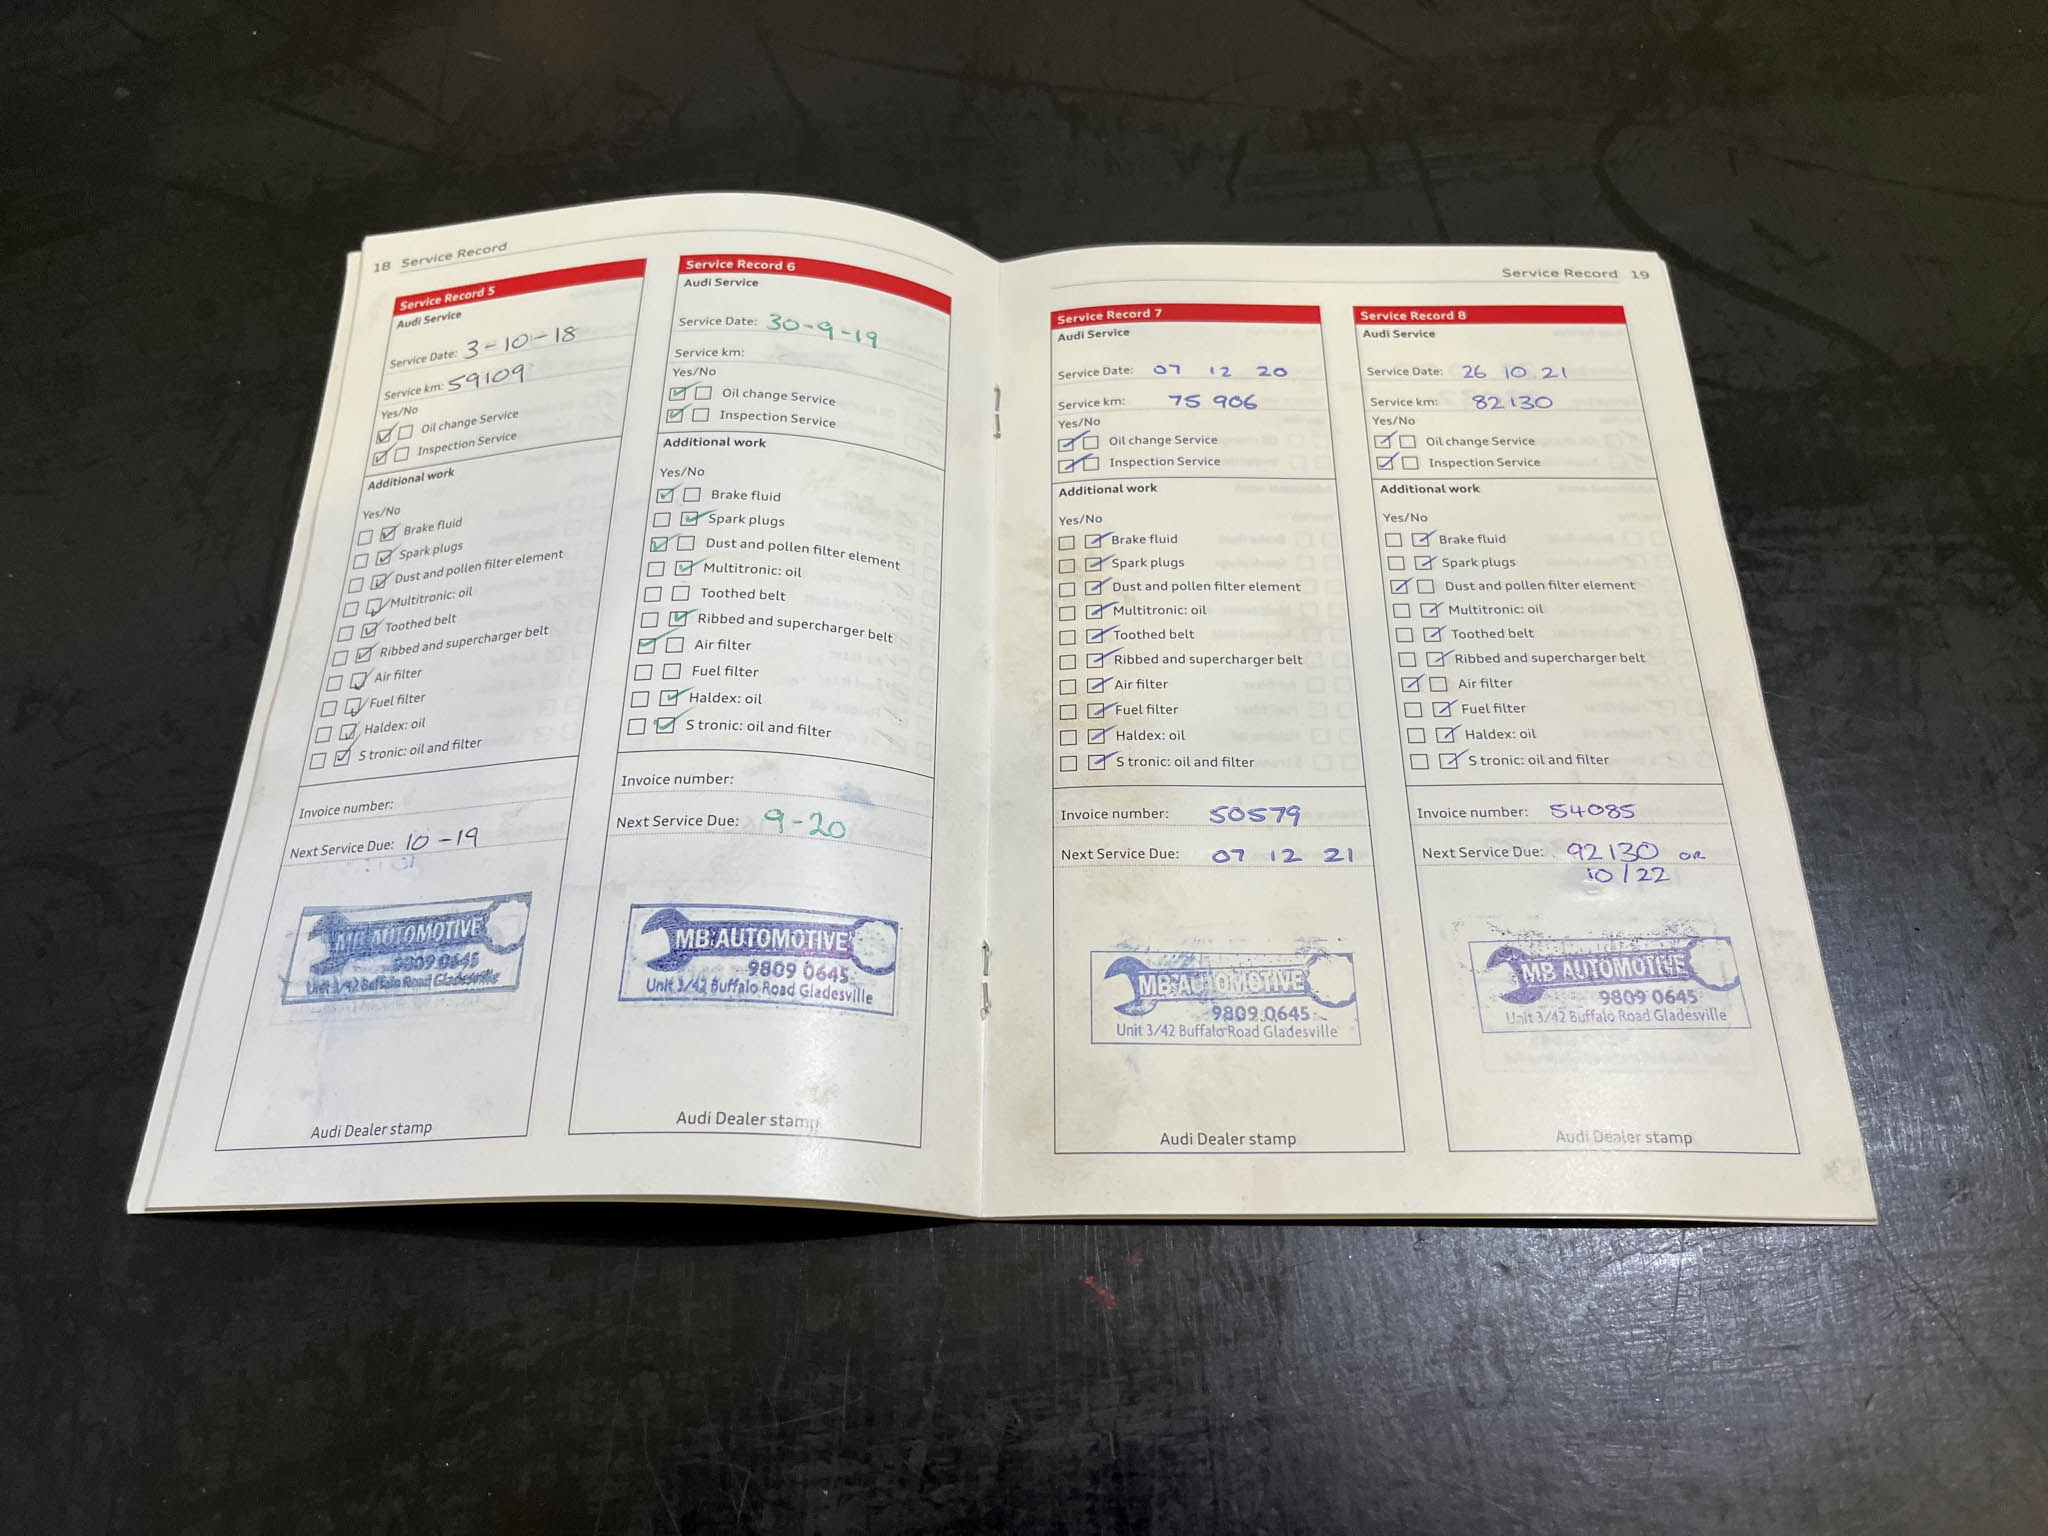 18 Service Record
Service Record 5
Audi Service
Service Date: 3-10-18
Service km: 59109
Yes/No
Oil change Service
Inspection Service
Additional work
Yes/No
Brake fluid
Spark plugs
Dust and pollen filter element
Multitronic: oil
Toothed belt
Ribbed and supercharger belt
Air filter
Fuel filter
Haldex: oil
S tronic: oil and filter
Invoice number:
Next Service Due: 10-19
MB AUTOMOTIVE
9809 0645
Unit 3/42 Buffalo Road Gladesville
Audi Dealer stamp
Service Record 6
Audi Service
Service Date: 30-9-19
Service km:
Yes/No
Oil change Service
Inspection Service
Additional work
Yes/No
Brake fluid
Spark plugs
Dust and pollen filter element
Multitronic: oil
Toothed belt
Ribbed and supercharger belt
Air filter
Fuel filter
Haldex: oil
S tronic: oil and filter
Invoice number:
Next Service Due: 9-20
MB AUTOMOTIVE
9809 0645
Unit 3/42 Buffalo Road Gladesville
Audi Dealer stamp
Service Record 19
Service Record 7
Audi Service
Service Date: 07 12 20
Service km: 75 906
Yes/No
Oil change Service
Inspection Service
Additional work
Yes/No
Brake fluid
Spark plugs
Dust and pollen filter element
Multitronic: oil
Toothed belt
Ribbed and supercharger belt
Air filter
Fuel filter
Haldex: oil
S tronic: oil and filter
Invoice number: 50579
Next Service Due: 07 12 21
MB AUTOMOTIVE
9809 0645
Unit 3/42 Buffalo Road Gladesville
Audi Dealer stamp
Service Record 8
Audi Service
Service Date: 26 10 21
Service km: 82130
Yes/No
Oil change Service
Inspection Service
Additional work
Yes/No
Brake fluid
Spark plugs
Dust and pollen filter element
Multitronic: oil
Toothed belt
Ribbed and supercharger belt
Air filter
Fuel filter
Haldex: oil
S tronic: oil and filter
Invoice number: 54085
Next Service Due: 92130 OR
10/22
MB AUTOMOTIVE
9809 0645
Unit 3/42 Buffalo Road Gladesville
Audi Dealer stamp